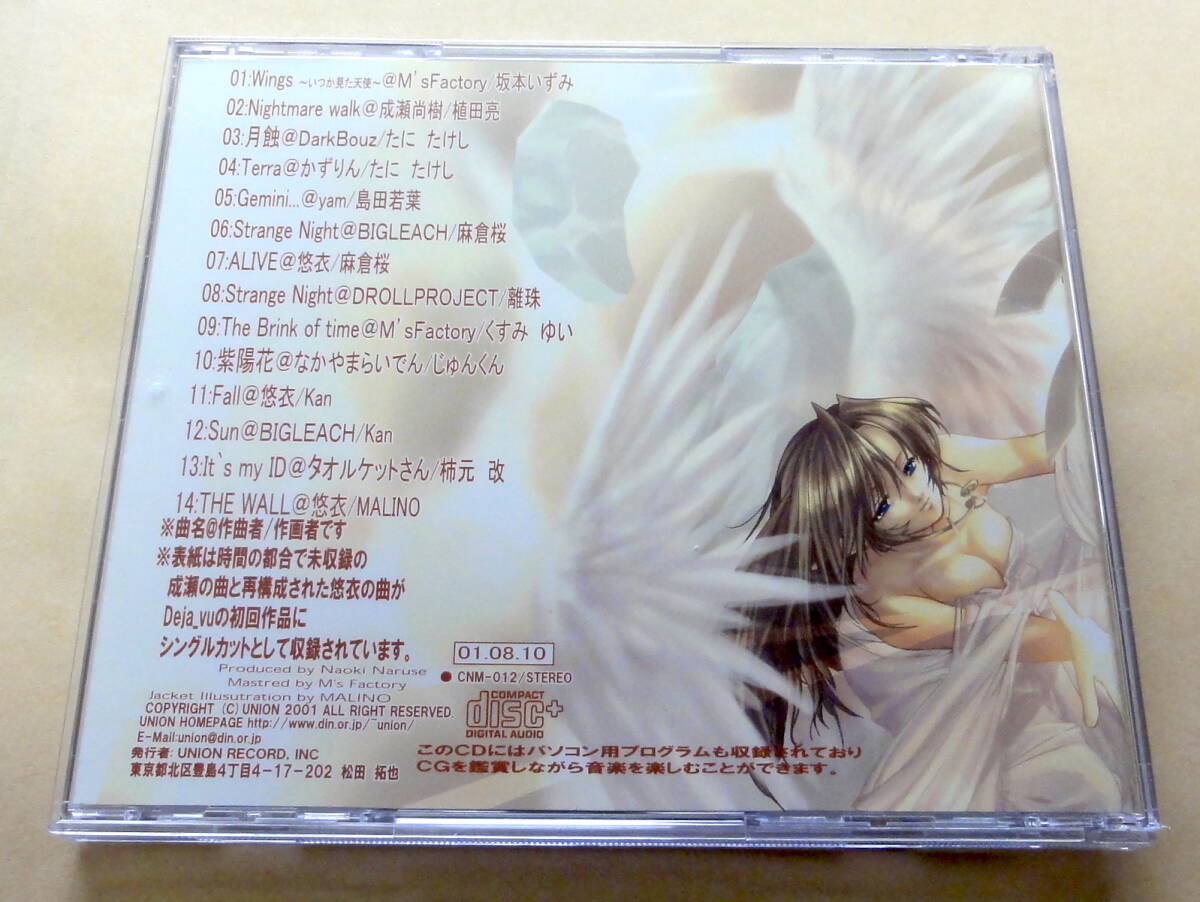 01:Wings ～いつか見た天使～@M'sFactory/坂本いずみ
02:Nightmare walk@成瀬尚樹/植田亮
03:月蝕@DarkBouz/たに たけし
04:Terra@かずりん/たに たけし
05:Gemini...@yam/島田若葉
06:Strange Night@BIGLEACH/麻倉桜
07:ALIVE@悠衣/麻倉桜
08:Strange Night@DROLLPROJECT/離珠
09:The Brink of time@M'sFactory/くすみ ゆい
10:紫陽花@なかやまらいでん/じゅんくん
11:Fall@悠衣/Kan
12:Sun@BIGLEACH/Kan
13:It`s my ID@タオルケットさん/柿元 改
14:THE WALL@悠衣/MALINO
※曲名@作曲者/作画者です
※表紙は時間の都合で未収録の
成瀬の曲と再構成された悠衣の曲が
Deja_vuの初回作品に
シングルカットとして収録されています。
Produced by Naoki Naruse
Mastred by M's Factory
Jacket Illusutration by MALINO
COPYRIGHT (C) UNION 2001 ALL RIGHT RESERVED.
UNION HOMEPAGE http://www.din.or.jp/~union/
E-Mail:union@din.or.jp
発行者: UNION RECORD, INC
東京都北区豊島4丁目4-17-202 松田 拓也
01.08.10
● CNM-012/STEREO
COMPACT
disc+
DIGITAL AUDIO
このCDにはパソコン用プログラムも収録されており
CGを鑑賞しながら音楽を楽しむことができます。